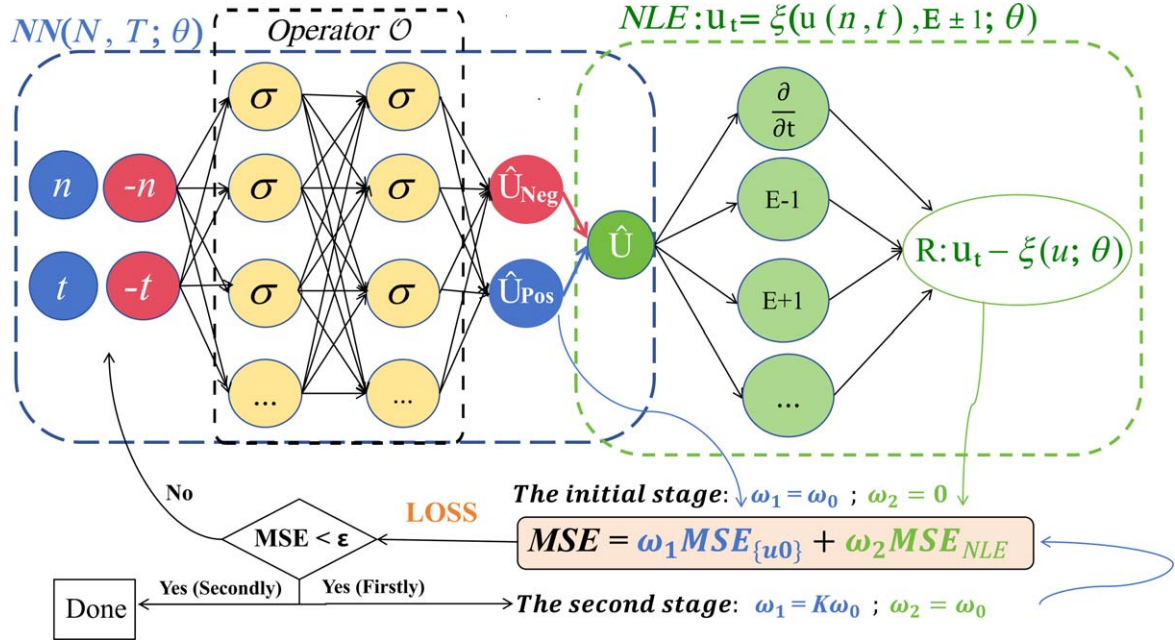 NN(N, T; θ)
Operator 𝒪
NLE: u_t = ξ(u(n,t), E ± 1; θ)
σ σ
∂/∂t
n -n
σ σ
Û_Neg
E-1
Û
R: u_t − ξ(u; θ)
t -t
σ σ
Û_Pos
E+1
... ...
...
No
The initial stage: ω₁ = ω₀ ; ω₂ = 0
MSE < ε
LOSS
MSE = ω₁MSE_{u0} + ω₂MSE_NLE
Yes (Secondly) Yes (Firstly)
Done
The second stage: ω₁ = Kω₀ ; ω₂ = ω₀